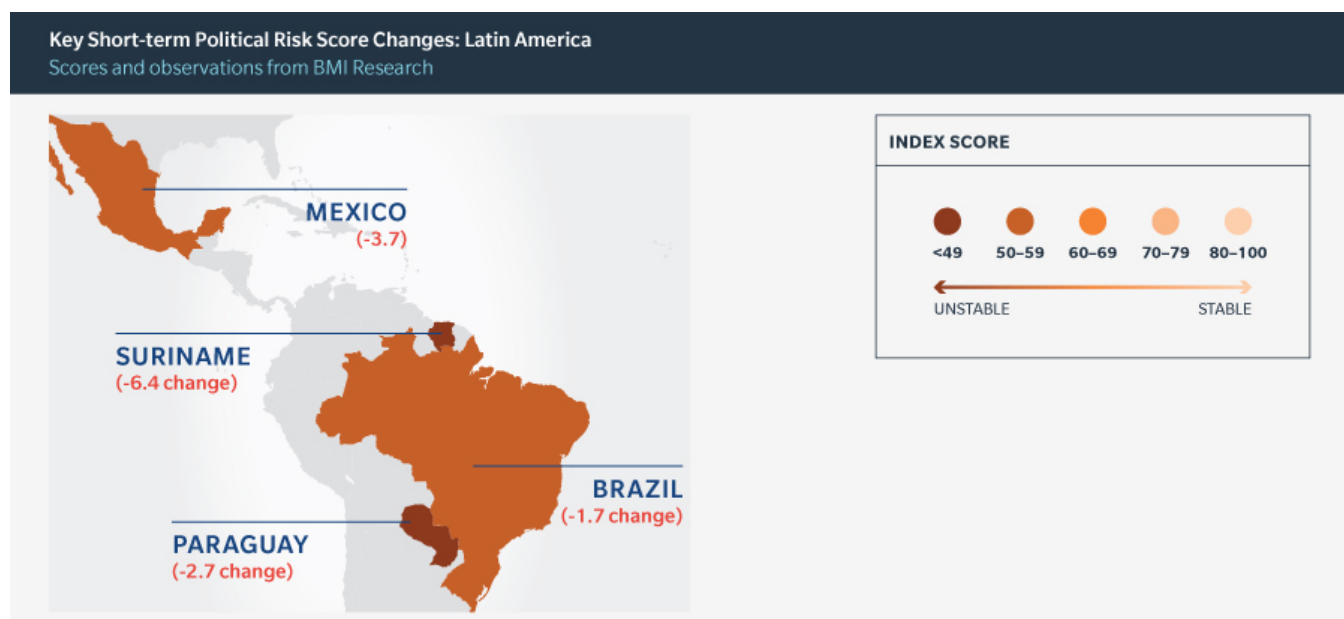 Key Short-term Political Risk Score Changes: Latin America
Scores and observations from BMI Research
MEXICO
(-3.7)
SURINAME
(-6.4 change)
BRAZIL
(-1.7 change)
PARAGUAY
(-2.7 change)
INDEX SCORE
<49 50–59 60–69 70–79 80–100
UNSTABLE STABLE